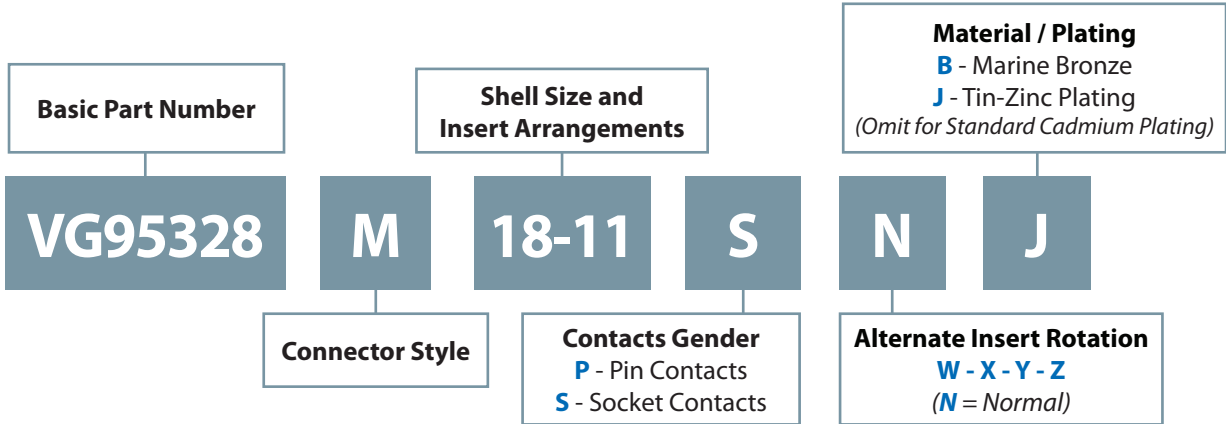 Basic Part Number
Shell Size and
Insert Arrangements
Material / Plating
B - Marine Bronze
J - Tin-Zinc Plating
(Omit for Standard Cadmium Plating)
VG95328 M 18-11 S N J
Connector Style
Contacts Gender
P - Pin Contacts
S - Socket Contacts
Alternate Insert Rotation
W - X - Y - Z
(N = Normal)